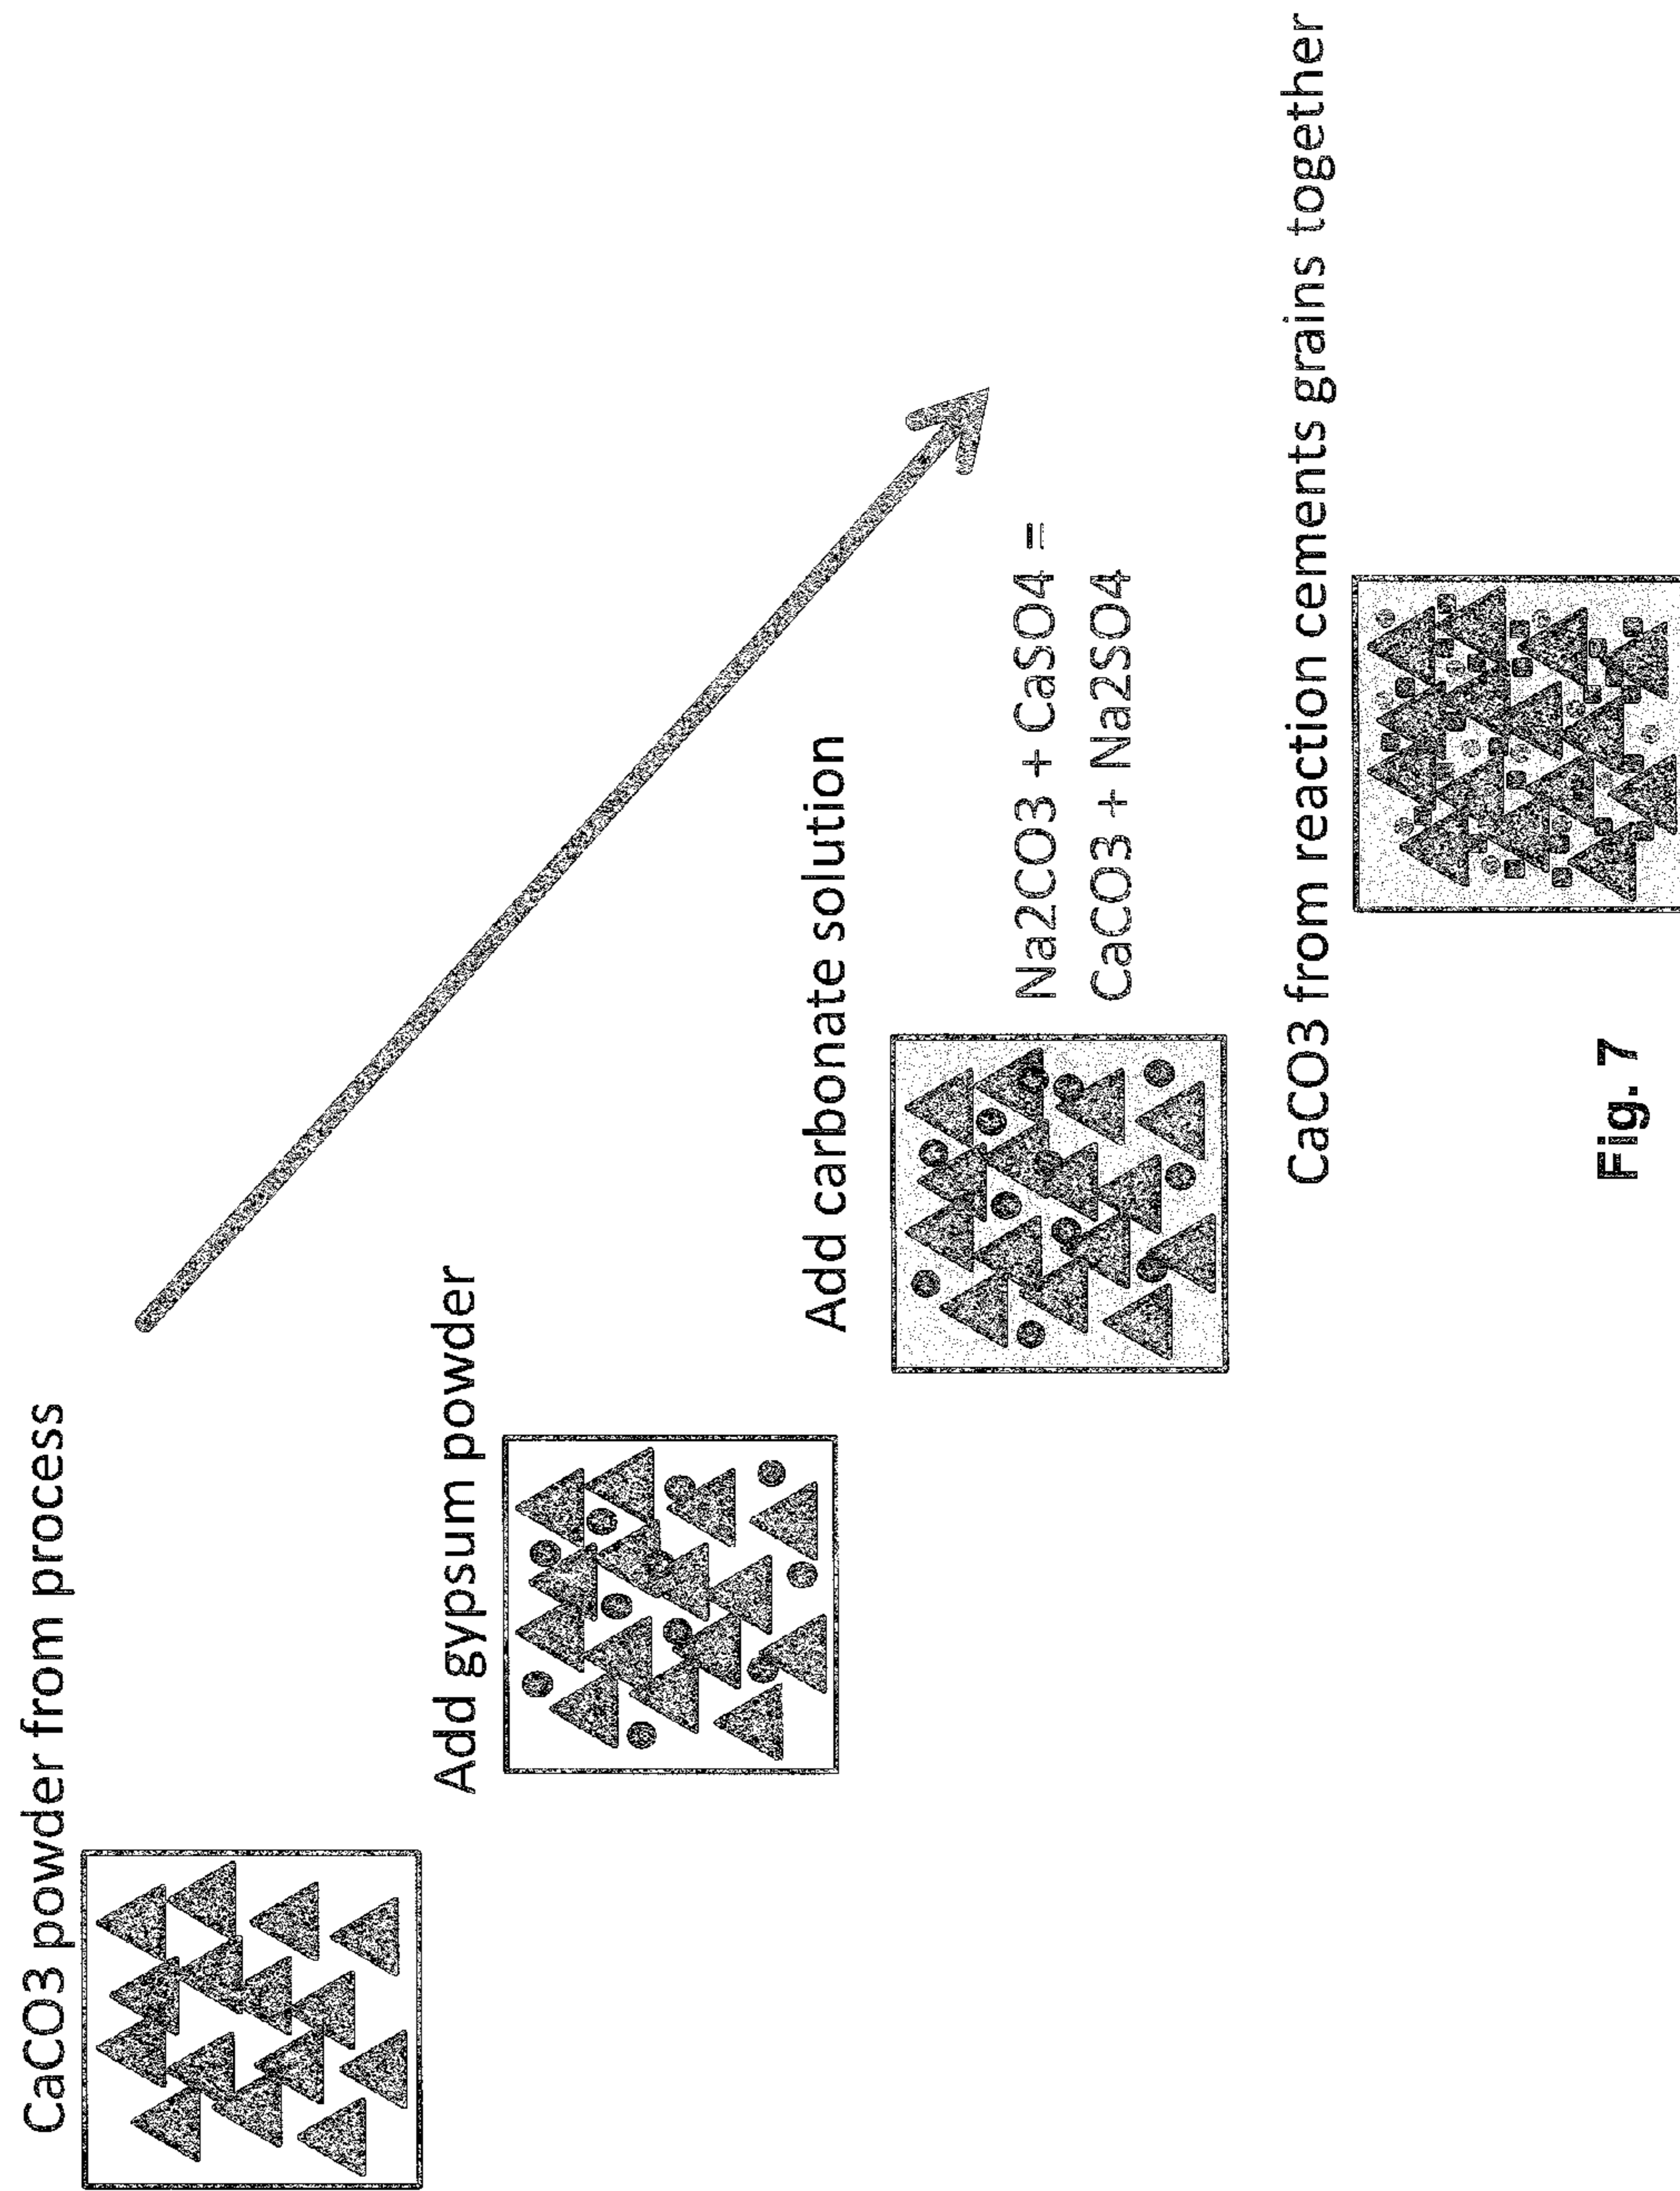 CaCO3 powder from process
Add gypsum powder
Add carbonate solution
Na2CO3 + CaSO4 =
CaCO3 + Na2SO4
CaCO3 from reaction cements grains together
Fig. 7